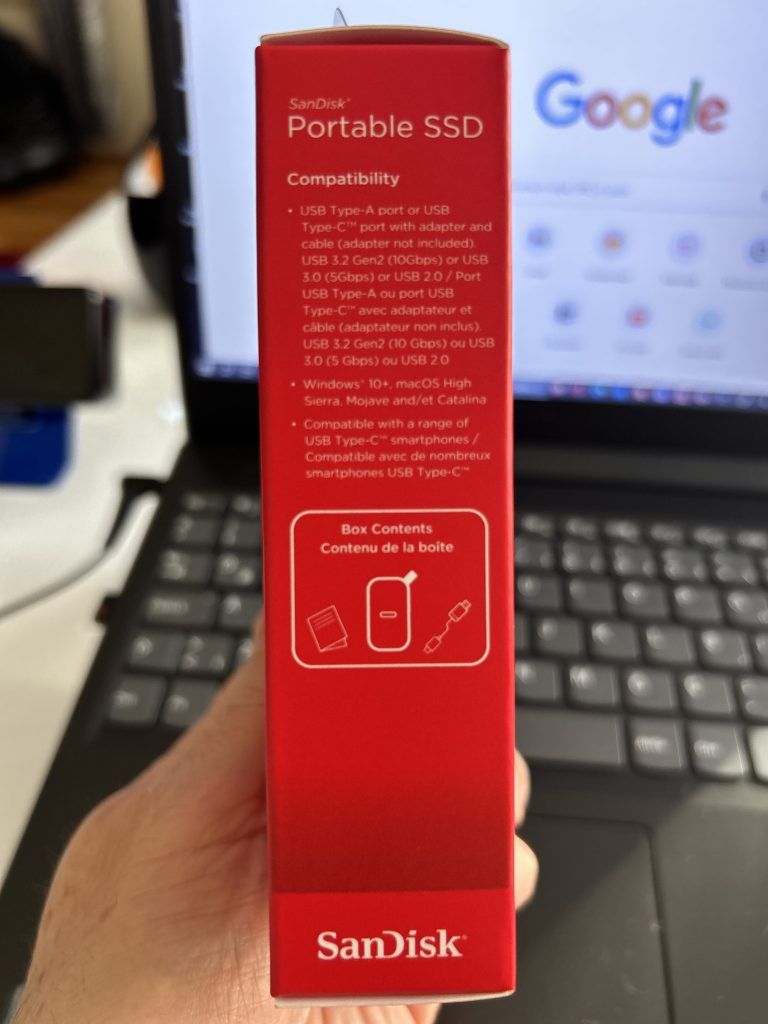 Google
SanDisk®
Portable SSD
Compatibility
• USB Type-A port or USB
Type-C™ port with adapter and
cable (adapter not included).
USB 3.2 Gen2 (10Gbps) or USB
3.0 (5Gbps) or USB 2.0 / Port
USB Type-A ou port USB
Type-C™ avec adaptateur et
câble (adaptateur non inclus).
USB 3.2 Gen2 (10 Gbps) ou USB
3.0 (5 Gbps) ou USB 2.0
• Windows® 10+, macOS High
Sierra, Mojave and/et Catalina
• Compatible with a range of
USB Type-C™ smartphones /
Compatible avec de nombreux
smartphones USB Type-C™
Box Contents
Contenu de la boîte
SanDisk®